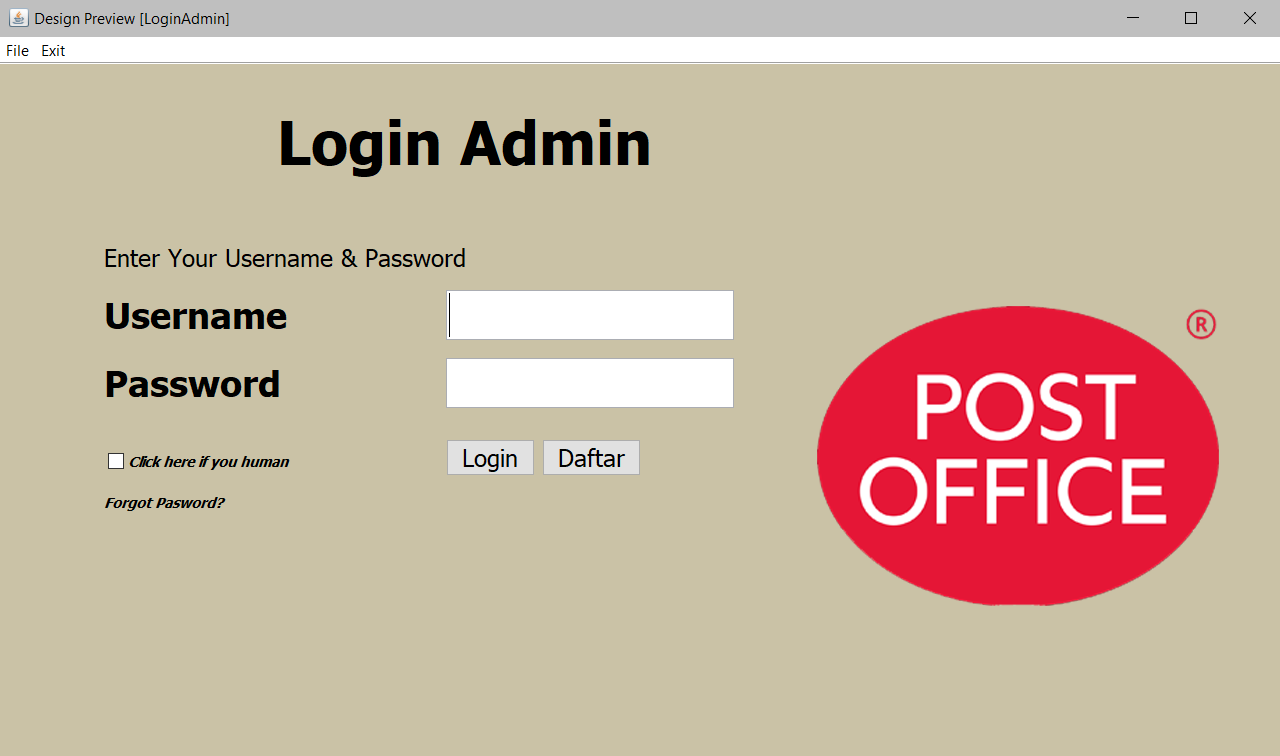 Design Preview [LoginAdmin]
File Exit
Login Admin
Enter Your Username & Password
Username
Password
Click here if you human
Login Daftar
Forgot Pasword?
POST
OFFICE
®